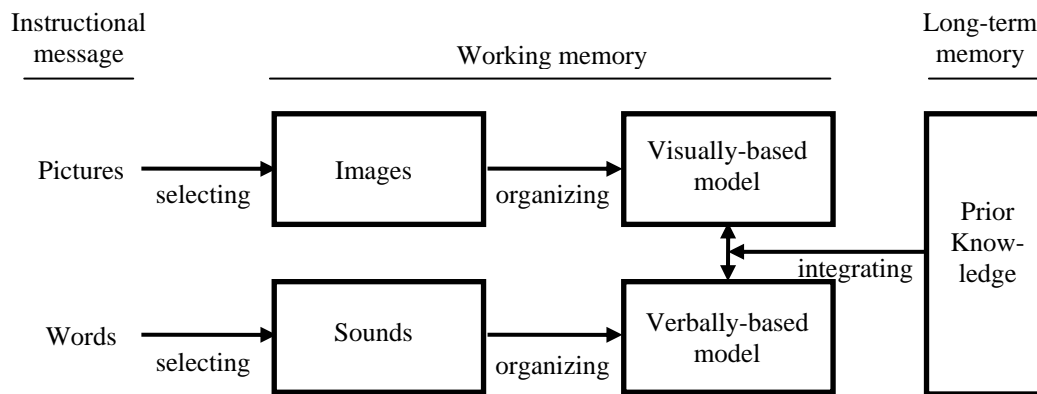 Instructional
message
Working memory
Long-term
memory
Pictures
selecting
Images
organizing
Visually-based
model
Prior
Know-
ledge
integrating
Words
selecting
Sounds
organizing
Verbally-based
model